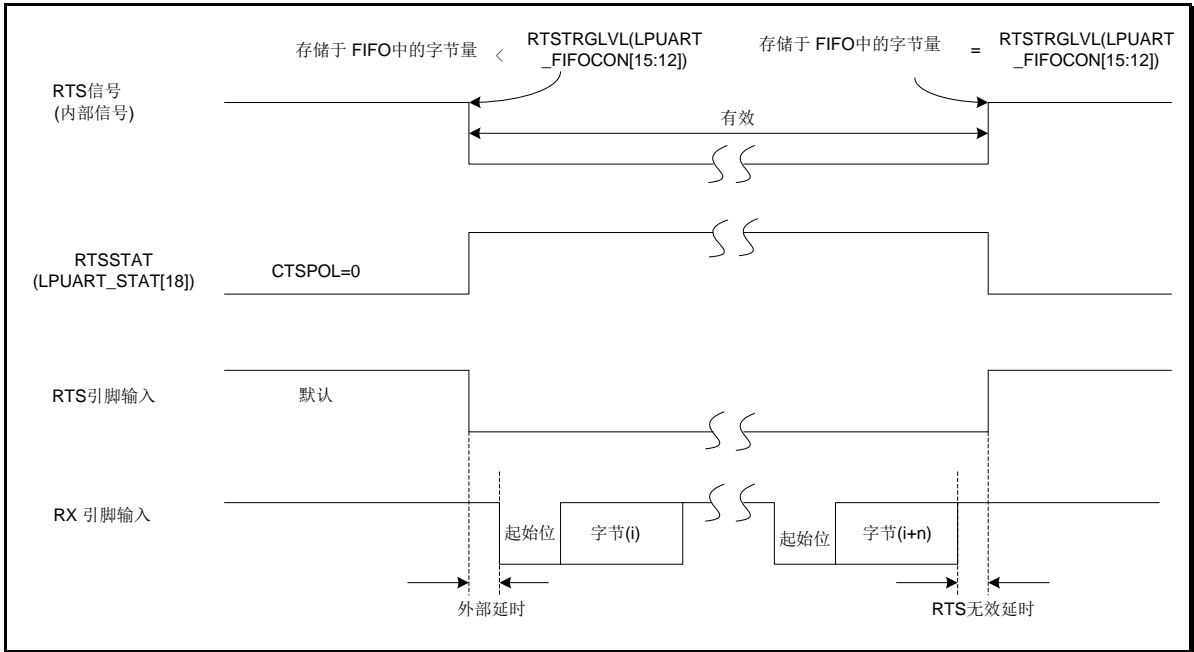 存储于 FIFO中的字节量 < RTSTRGLVL(LPUART
_FIFOCON[15:12])
存储于 FIFO中的字节量 = RTSTRGLVL(LPUART
_FIFOCON[15:12])
RTS信号
(内部信号)
有效
RTSSTAT
(LPUART_STAT[18])
CTSPOL=0
RTS引脚输入
默认
RX 引脚输入
起始位
字节(i)
起始位
字节(i+n)
外部延时
RTS无效延时